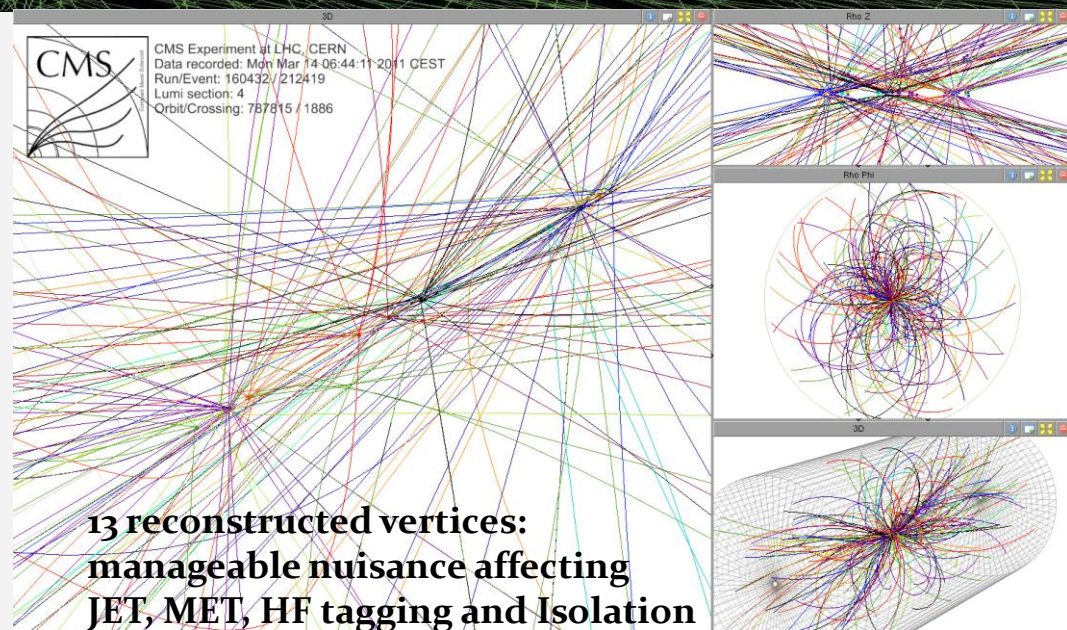 3D
CMS
CMS Experiment at LHC, CERN
Data recorded: Mon Mar 14 06:44:11 2011 CEST
Run/Event: 160432 / 212419
Lumi section: 4
Orbit/Crossing: 787815 / 1886
Rho Z
Rho Phi
3D
13 reconstructed vertices:
manageable nuisance affecting
JET, MET, HF tagging and Isolation